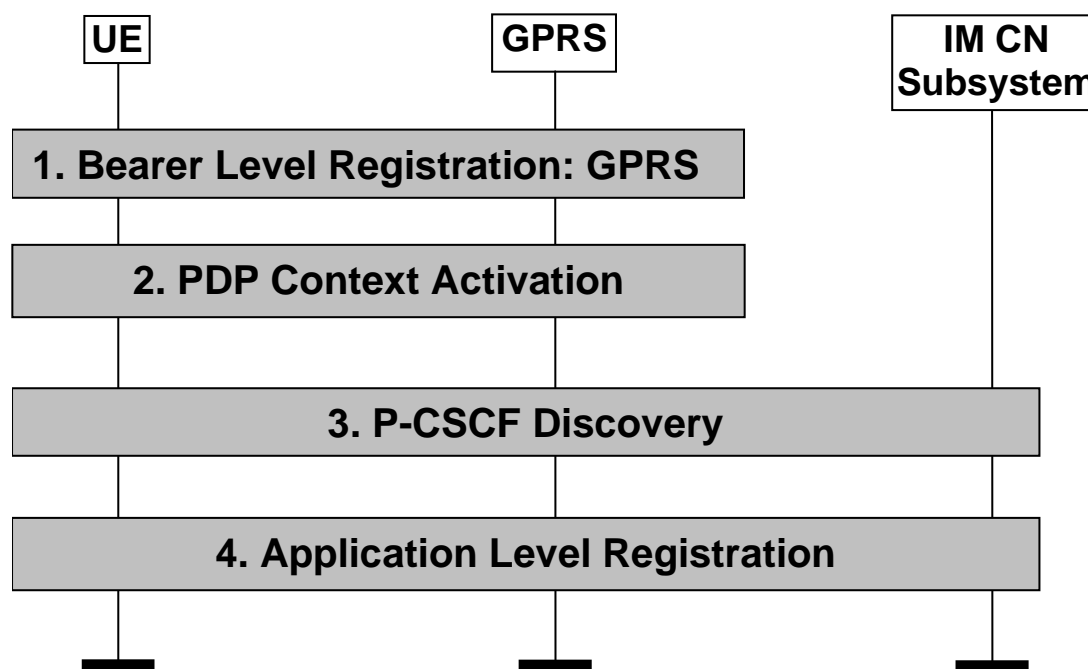 UE
GPRS
IM CN
Subsystem
1. Bearer Level Registration: GPRS
2. PDP Context Activation
3. P-CSCF Discovery
4. Application Level Registration